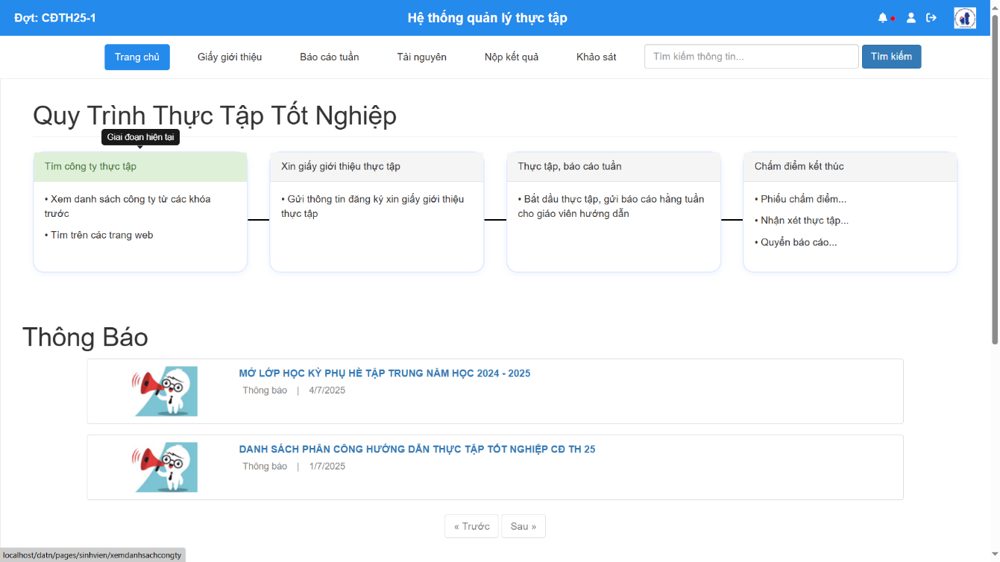 Đợt: CĐTH25-1
Hệ thống quản lý thực tập
Trang chủ
Giấy giới thiệu
Báo cáo tuần
Tài nguyên
Nộp kết quả
Khảo sát
Tìm kiếm thông tin...
Tìm kiếm
Quy Trình Thực Tập Tốt Nghiệp
Giai đoạn hiện tại
Tìm công ty thực tập
• Xem danh sách công ty từ các khóa
trước
• Tìm trên các trang web
Xin giấy giới thiệu thực tập
• Gửi thông tin đăng ký xin giấy giới thiệu
thực tập
Thực tập, báo cáo tuần
• Bắt dầu thực tập, gửi báo cáo hằng tuần
cho giáo viên hướng dẫn
Chấm điểm kết thúc
• Phiếu chấm điểm...
• Nhận xét thực tập...
• Quyển báo cáo...
Thông Báo
MỞ LỚP HỌC KỲ PHỤ HÈ TẬP TRUNG NĂM HỌC 2024 - 2025
Thông báo | 4/7/2025
DANH SÁCH PHÂN CÔNG HƯỚNG DẪN THỰC TẬP TỐT NGHIỆP CĐ TH 25
Thông báo | 1/7/2025
« Trước
Sau »
localhost/datn/pages/sinhvien/xemdanhsachcongty